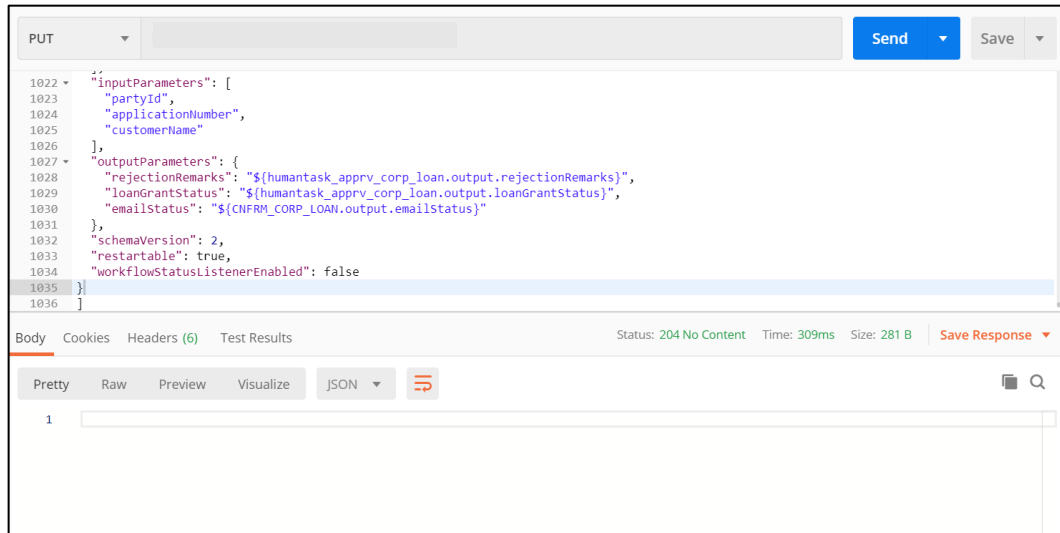 PUT
Send
Save
],
1022 "inputParameters": [
1023 "partyId",
1024 "applicationNumber",
1025 "customerName"
1026 ],
1027 "outputParameters": {
1028 "rejectionRemarks": "${humantask_apprv_corp_loan.output.rejectionRemarks}",
1029 "loanGrantStatus": "${humantask_apprv_corp_loan.output.loanGrantStatus}",
1030 "emailStatus": "${CNFRM_CORP_LOAN.output.emailStatus}"
1031 },
1032 "schemaVersion": 2,
1033 "restartable": true,
1034 "workflowStatusListenerEnabled": false
1035 }
1036 ]
Body Cookies Headers (6) Test Results Status: 204 No Content Time: 309ms Size: 281 B Save Response
Pretty Raw Preview Visualize JSON
1